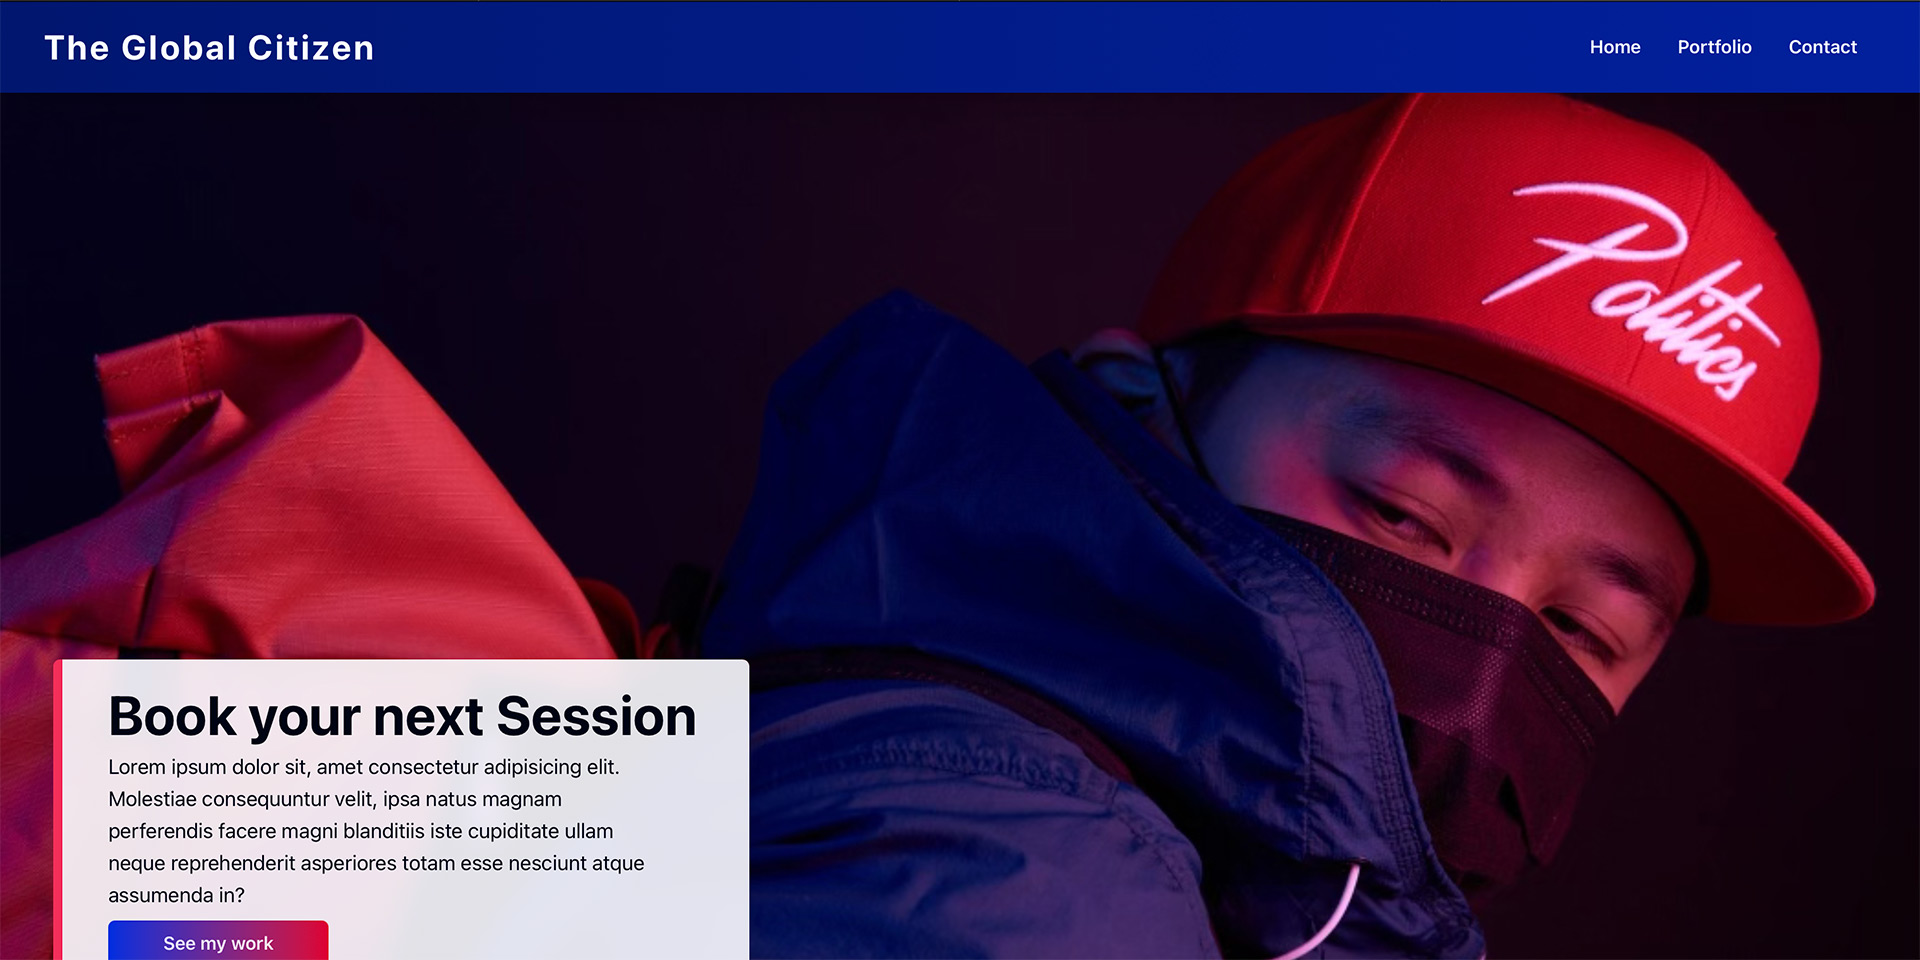 The Global Citizen
Home Portfolio Contact
Politics
Book your next Session
Lorem ipsum dolor sit, amet consectetur adipisicing elit.
Molestiae consequuntur velit, ipsa natus magnam
perferendis facere magni blanditiis iste cupiditate ullam
neque reprehenderit asperiores totam esse nesciunt atque
assumenda in?
See my work